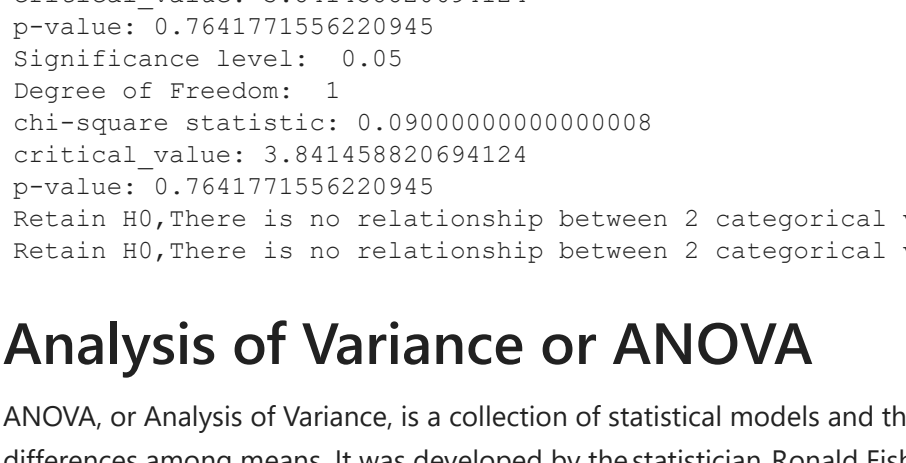 critical_value: 3.841458820694124
p-value: 0.7641771556220945
Significance level:  0.05
Degree of Freedom:  1
chi-square statistic: 0.09000000000000008
critical_value: 3.841458820694124
p-value: 0.7641771556220945
Retain H0,There is no relationship between 2 categorical
Retain H0,There is no relationship between 2 categorical
Analysis of Variance or ANOVA
ANOVA, or Analysis of Variance, is a collection of statistical models and
differences among means. It was developed by the statistician Ronald